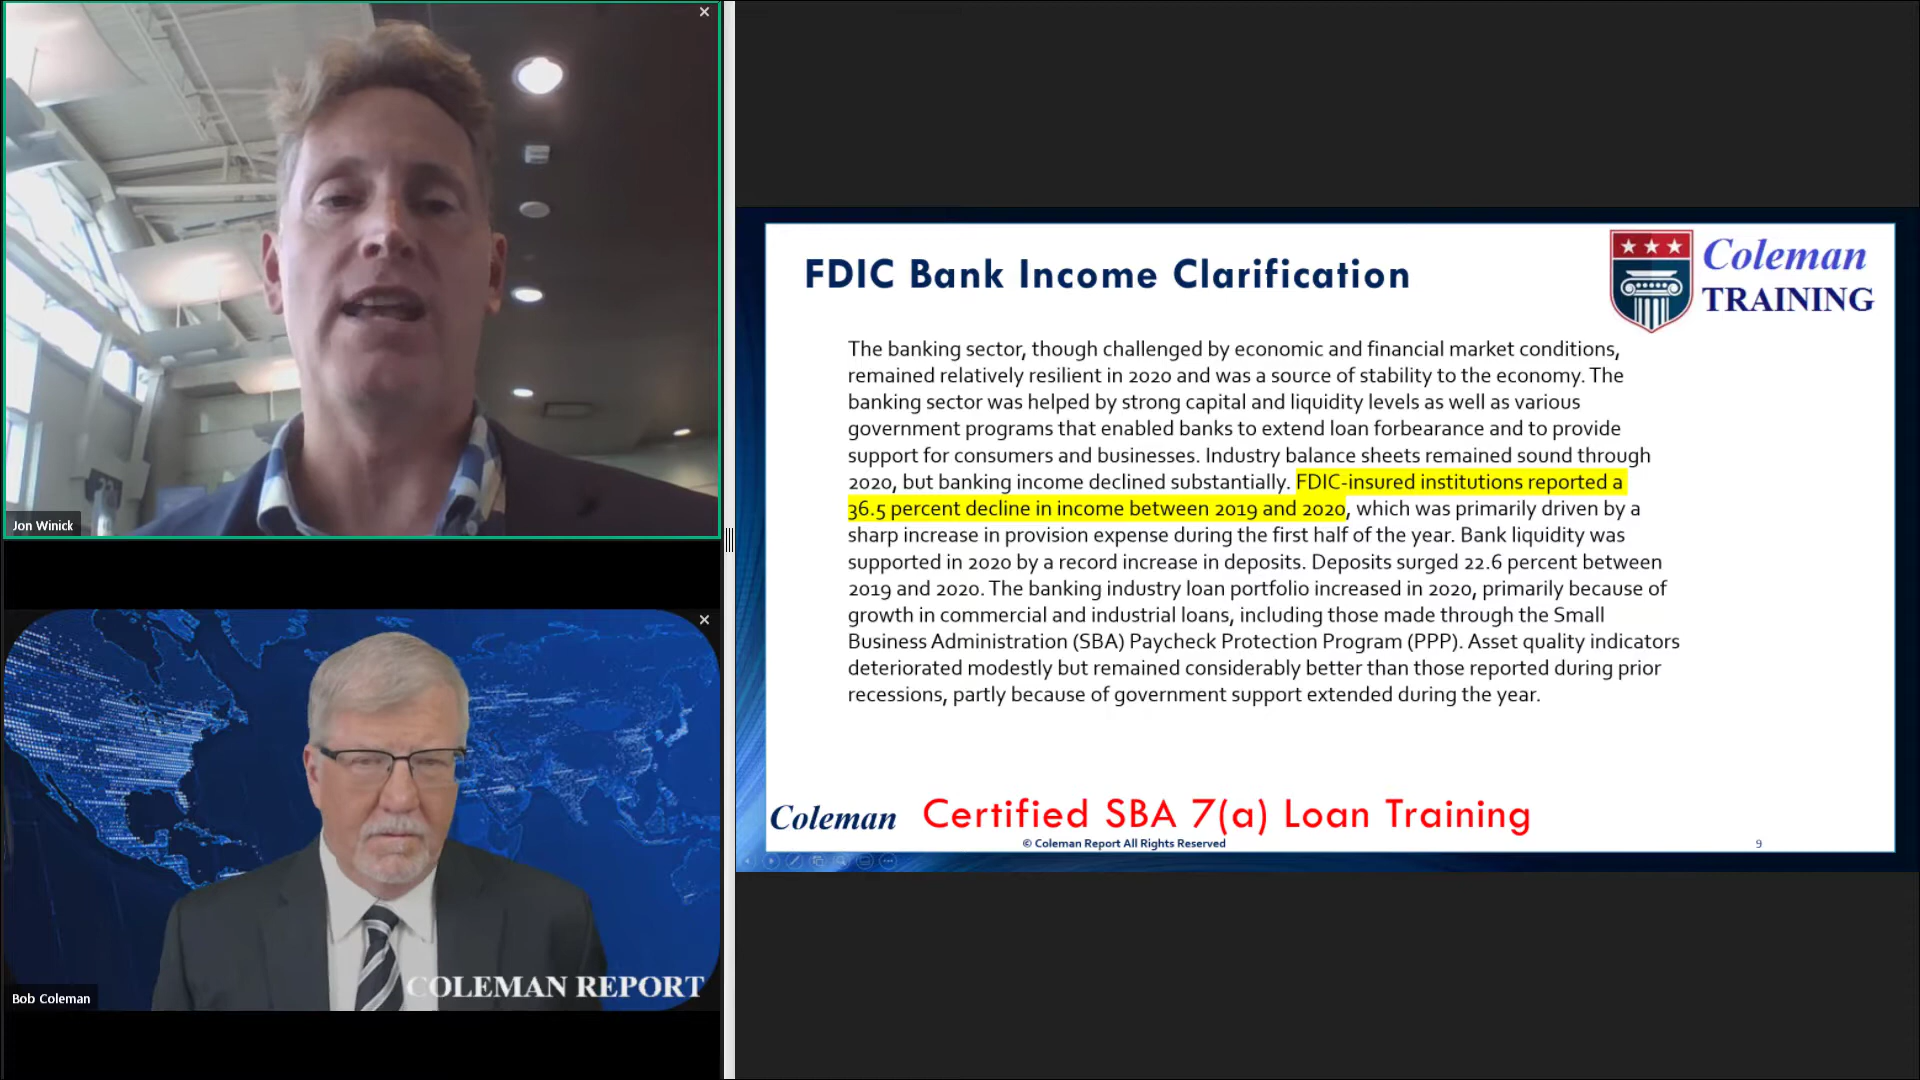 Jon Winick
Bob Coleman
COLEMAN REPORT
FDIC Bank Income Clarification
Coleman
TRAINING
The banking sector, though challenged by economic and financial market conditions,
remained relatively resilient in 2020 and was a source of stability to the economy. The
banking sector was helped by strong capital and liquidity levels as well as various
government programs that enabled banks to extend loan forbearance and to provide
support for consumers and businesses. Industry balance sheets remained sound through
2020, but banking income declined substantially. FDIC-insured institutions reported a
36.5 percent decline in income between 2019 and 2020, which was primarily driven by a
sharp increase in provision expense during the first half of the year. Bank liquidity was
supported in 2020 by a record increase in deposits. Deposits surged 22.6 percent between
2019 and 2020. The banking industry loan portfolio increased in 2020, primarily because of
growth in commercial and industrial loans, including those made through the Small
Business Administration (SBA) Paycheck Protection Program (PPP). Asset quality indicators
deteriorated modestly but remained considerably better than those reported during prior
recessions, partly because of government support extended during the year.
Coleman Certified SBA 7(a) Loan Training
© Coleman Report All Rights Reserved
9